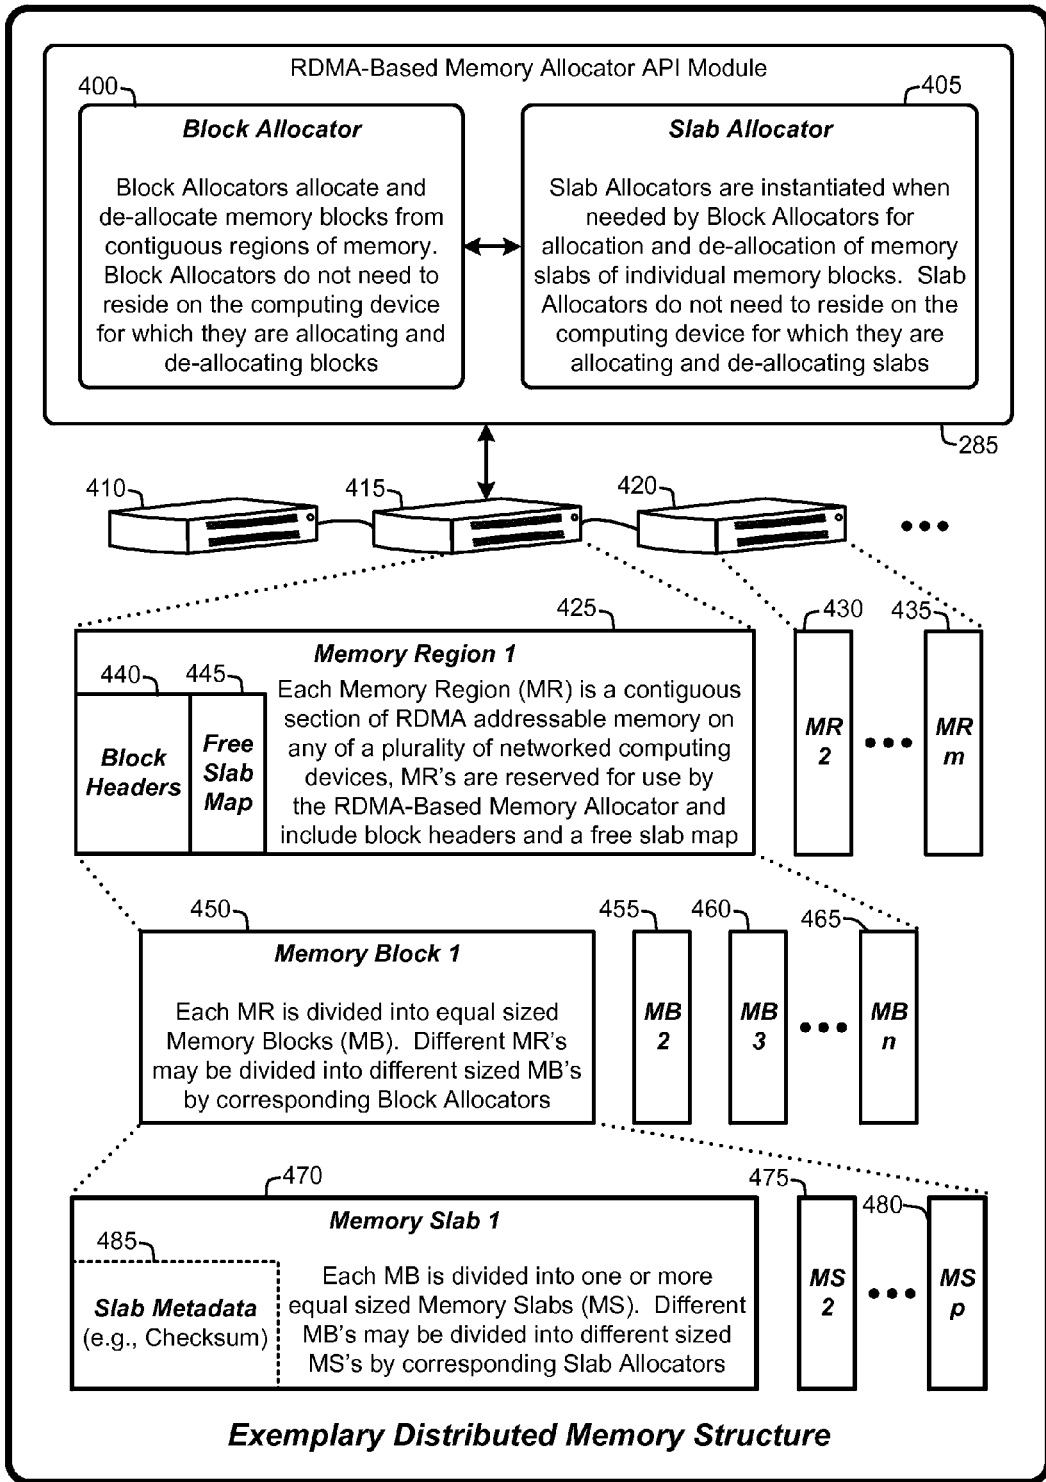 RDMA-Based Memory Allocator API Module
400
405
Block Allocator
Block Allocators allocate and
de-allocate memory blocks from
contiguous regions of memory.
Block Allocators do not need to
reside on the computing device
for which they are allocating and
de-allocating blocks
Slab Allocator
Slab Allocators are instantiated when
needed by Block Allocators for
allocation and de-allocation of memory
slabs of individual memory blocks.  Slab
Allocators do not need to reside on the
computing device for which they are
allocating and de-allocating slabs
285
410
415
420
425
430
435
Memory Region 1
440
445
Block
Headers
Free
Slab
Map
Each Memory Region (MR) is a contiguous
section of RDMA addressable memory on
any of a plurality of networked computing
devices, MR's are reserved for use by
the RDMA-Based Memory Allocator and
include block headers and a free slab map
MR
2
MR
m
450
455
460
465
Memory Block 1
Each MR is divided into equal sized
Memory Blocks (MB).  Different MR's
may be divided into different sized MB's
by corresponding Block Allocators
MB
2
MB
3
MB
n
470
475
480
Memory Slab 1
485
Slab Metadata
(e.g., Checksum)
Each MB is divided into one or more
equal sized Memory Slabs (MS).  Different
MB's may be divided into different sized
MS's by corresponding Slab Allocators
MS
2
MS
p
Exemplary Distributed Memory Structure